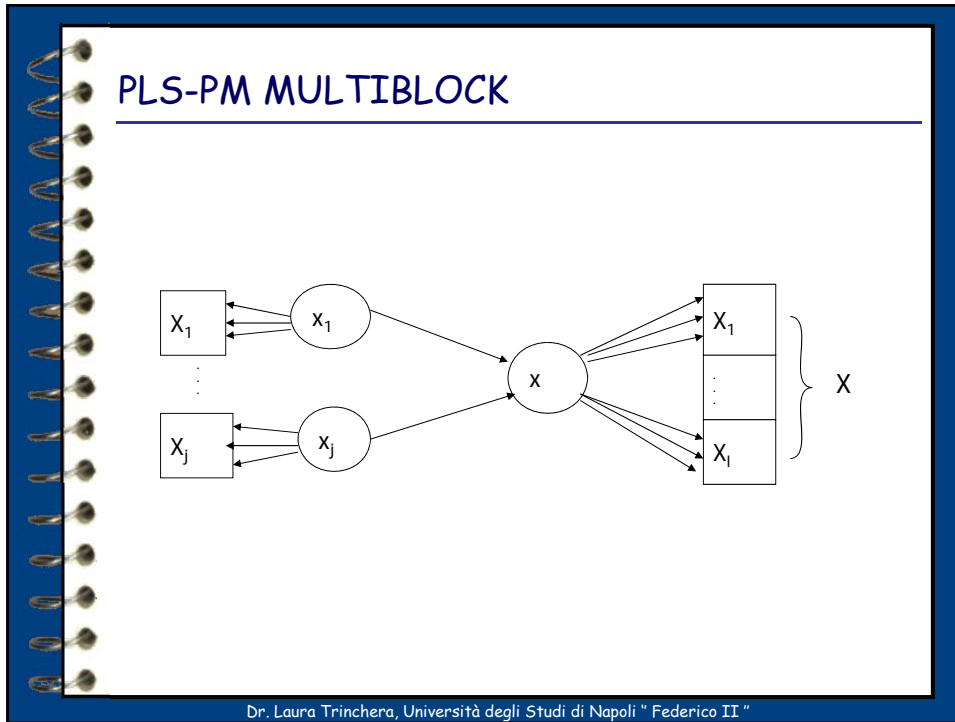 PLS-PM MULTIBLOCK
X₁
x₁
x
X₁
X
. . .
. . .
Xⱼ
xⱼ
Xₗ
Dr. Laura Trinchera, Università degli Studi di Napoli " Federico II "